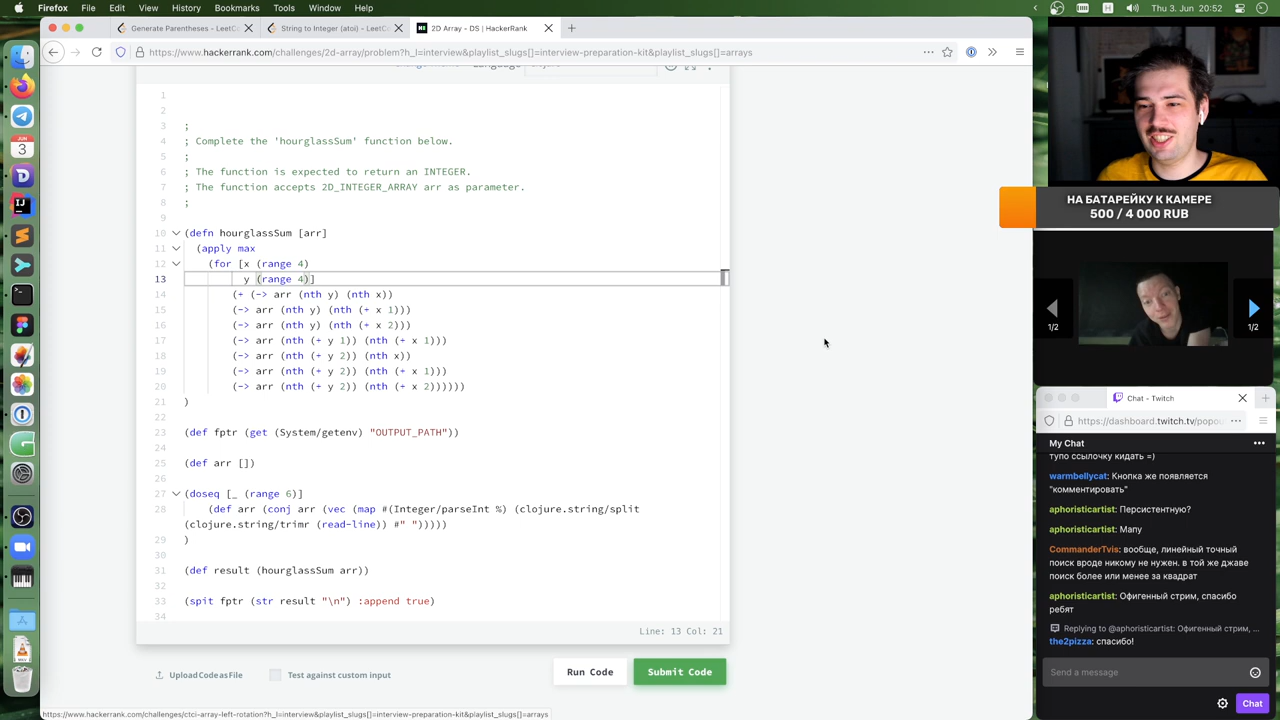 Firefox File Edit View History Bookmarks Tools Window Help
Thu 3 Jun 20:52
Generate Parentheses - LeetCo
String to Integer (atoi) - LeetCo
2D Array - DS | HackerRank
https://www.hackerrank.com/challenges/2d-array/problem?h_l=interview&playlist_slugs[]=interview-preparation-kit&playlist_slugs[]=arrays
1
2
3 ;
4 ; Complete the 'hourglassSum' function below.
5 ;
6 ; The function is expected to return an INTEGER.
7 ; The function accepts 2D_INTEGER_ARRAY arr as parameter.
8 ;
9
10 (defn hourglassSum [arr]
11 (apply max
12 (for [x (range 4)
13 y (range 4)]
14 (+ (-> arr (nth y) (nth x))
15 (-> arr (nth y) (nth (+ x 1)))
16 (-> arr (nth y) (nth (+ x 2)))
17 (-> arr (nth (+ y 1)) (nth (+ x 1)))
18 (-> arr (nth (+ y 2)) (nth x))
19 (-> arr (nth (+ y 2)) (nth (+ x 1)))
20 (-> arr (nth (+ y 2)) (nth (+ x 2))))))
21 )
22
23 (def fptr (get (System/getenv) "OUTPUT_PATH"))
24
25 (def arr [])
26
27 (doseq [_ (range 6)]
28 (def arr (conj arr (vec (map #(Integer/parseInt %) (clojure.string/split
(clojure.string/trimr (read-line)) #" ")))))
29 )
30
31 (def result (hourglassSum arr))
32
33 (spit fptr (str result "\n") :append true)
34
Line: 13 Col: 21
Upload Code as File
Test against custom input
Run Code
Submit Code
https://www.hackerrank.com/challenges/ctci-array-left-rotation?h_l=interview&playlist_slugs[]=interview-preparation-kit&playlist_slugs[]=arrays
JUN
3
НА БАТАРЕЙКУ К КАМЕРЕ
500 / 4 000 RUB
1/2
1/2
Chat - Twitch
https://dashboard.twitch.tv/popou
My Chat
тупо ссылочку кидать =)
warmbellycat: Кнопка же появляется
"комментировать"
aphoristicartist: Персистентную?
aphoristicartist: Мапу
CommanderTvis: вообще, линейный точный
поиск вроде никому не нужен. в той же джаве
поиск более или менее за квадрат
aphoristicartist: Офигенный стрим, спасибо
ребят
Replying to @aphoristicartist: Офигенный стрим, ...
the2pizza: спасибо!
Send a message
Chat